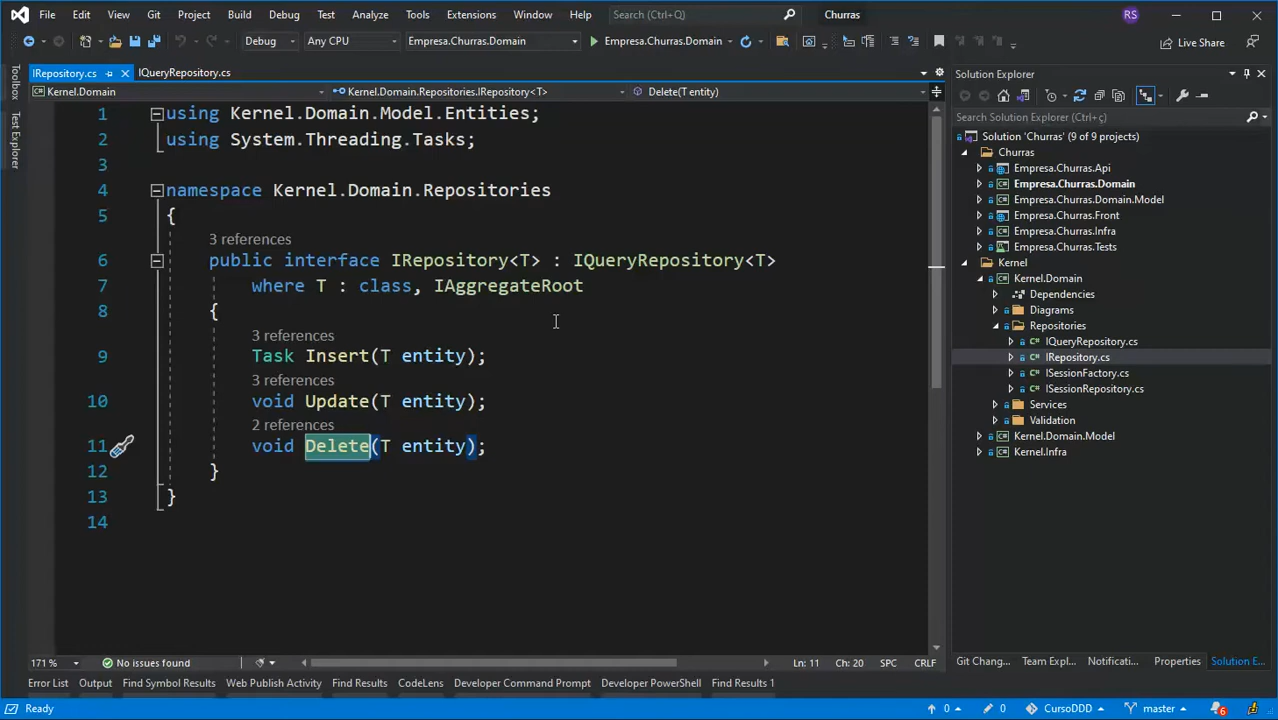 File Edit View Git Project Build Debug Test Analyze Tools Extensions Window Help Search (Ctrl+Q) Churras RS
Debug Any CPU Empresa.Churras.Domain Empresa.Churras.Domain Live Share
IRepository.cs IQueryRepository.cs
Kernel.Domain Kernel.Domain.Repositories.IRepository<T> Delete(T entity)
Toolbox
Test Explorer
1 using Kernel.Domain.Model.Entities;
2 using System.Threading.Tasks;
3
4 namespace Kernel.Domain.Repositories
5 {
3 references
6 public interface IRepository<T> : IQueryRepository<T>
7 where T : class, IAggregateRoot
8 {
3 references
9 Task Insert(T entity);
3 references
10 void Update(T entity);
2 references
11 void Delete(T entity);
12 }
13 }
14
171 % No issues found Ln: 11 Ch: 20 SPC CRLF
Solution Explorer
Search Solution Explorer (Ctrl+ç)
Solution 'Churras' (9 of 9 projects)
Churras
Empresa.Churras.Api
Empresa.Churras.Domain
Empresa.Churras.Domain.Model
Empresa.Churras.Front
Empresa.Churras.Infra
Empresa.Churras.Tests
Kernel
Kernel.Domain
Dependencies
Diagrams
Repositories
IQueryRepository.cs
IRepository.cs
ISessionFactory.cs
ISessionRepository.cs
Services
Validation
Kernel.Domain.Model
Kernel.Infra
Git Chang... Team Expl... Notificati... Properties Solution E...
Error List Output Find Symbol Results Web Publish Activity Find Results CodeLens Developer Command Prompt Developer PowerShell Find Results 1
Ready 0 0 CursoDDD master 6